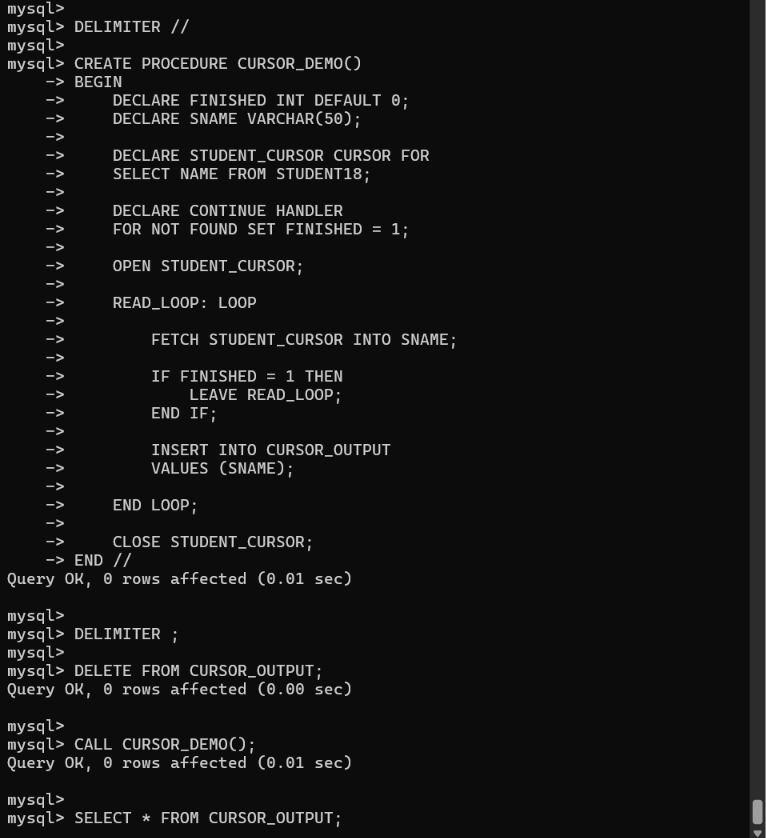 mysql>
mysql> DELIMITER //
mysql>
mysql> CREATE PROCEDURE CURSOR_DEMO()
    -> BEGIN
    ->     DECLARE FINISHED INT DEFAULT 0;
    ->     DECLARE SNAME VARCHAR(50);
    ->
    ->     DECLARE STUDENT_CURSOR CURSOR FOR
    ->     SELECT NAME FROM STUDENT18;
    ->
    ->     DECLARE CONTINUE HANDLER
    ->     FOR NOT FOUND SET FINISHED = 1;
    ->
    ->     OPEN STUDENT_CURSOR;
    ->
    ->     READ_LOOP: LOOP
    ->
    ->         FETCH STUDENT_CURSOR INTO SNAME;
    ->
    ->         IF FINISHED = 1 THEN
    ->             LEAVE READ_LOOP;
    ->         END IF;
    ->
    ->         INSERT INTO CURSOR_OUTPUT
    ->         VALUES (SNAME);
    ->
    ->     END LOOP;
    ->
    ->     CLOSE STUDENT_CURSOR;
    -> END //
Query OK, 0 rows affected (0.01 sec)

mysql>
mysql> DELIMITER ;
mysql>
mysql> DELETE FROM CURSOR_OUTPUT;
Query OK, 0 rows affected (0.00 sec)

mysql>
mysql> CALL CURSOR_DEMO();
Query OK, 0 rows affected (0.01 sec)

mysql>
mysql> SELECT * FROM CURSOR_OUTPUT;